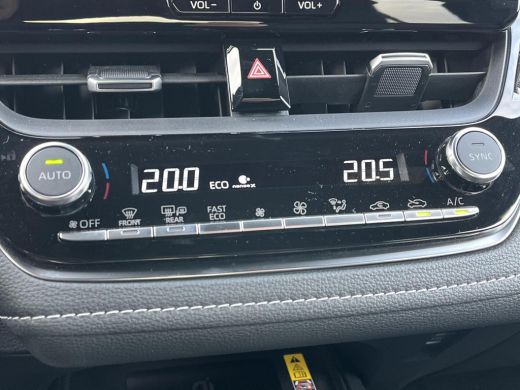 VOL− VOL+
AUTO
20.0 ECO nanoe X 20.5
SYNC
OFF FRONT REAR FAST ECO A/C